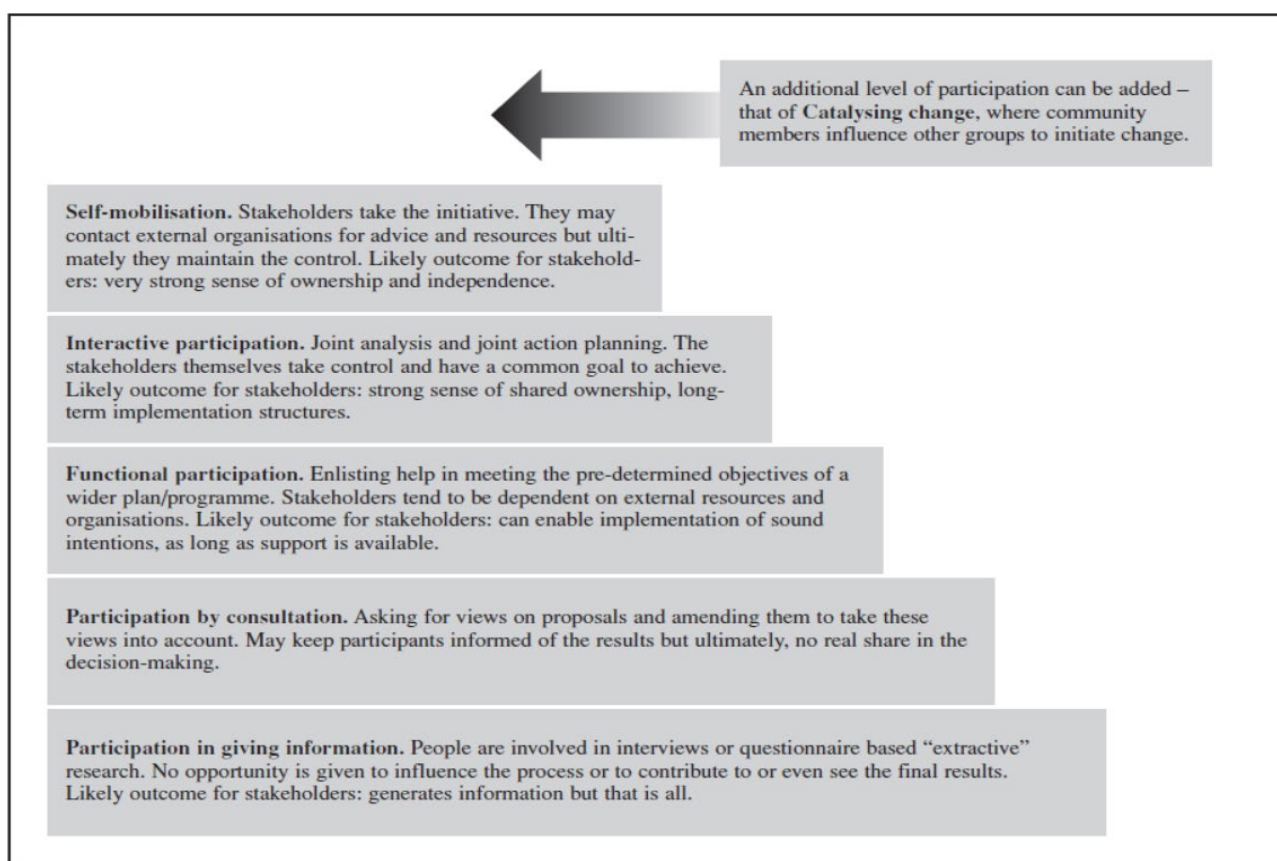 An additional level of participation can be added –
that of Catalysing change, where community
members influence other groups to initiate change.
Self-mobilisation. Stakeholders take the initiative. They may
contact external organisations for advice and resources but ulti-
mately they maintain the control. Likely outcome for stakehold-
ers: very strong sense of ownership and independence.
Interactive participation. Joint analysis and joint action planning. The
stakeholders themselves take control and have a common goal to achieve.
Likely outcome for stakeholders: strong sense of shared ownership, long-
term implementation structures.
Functional participation. Enlisting help in meeting the pre-determined objectives of a
wider plan/programme. Stakeholders tend to be dependent on external resources and
organisations. Likely outcome for stakeholders: can enable implementation of sound
intentions, as long as support is available.
Participation by consultation. Asking for views on proposals and amending them to take these
views into account. May keep participants informed of the results but ultimately, no real share in the
decision-making.
Participation in giving information. People are involved in interviews or questionnaire based “extractive”
research. No opportunity is given to influence the process or to contribute to or even see the final results.
Likely outcome for stakeholders: generates information but that is all.